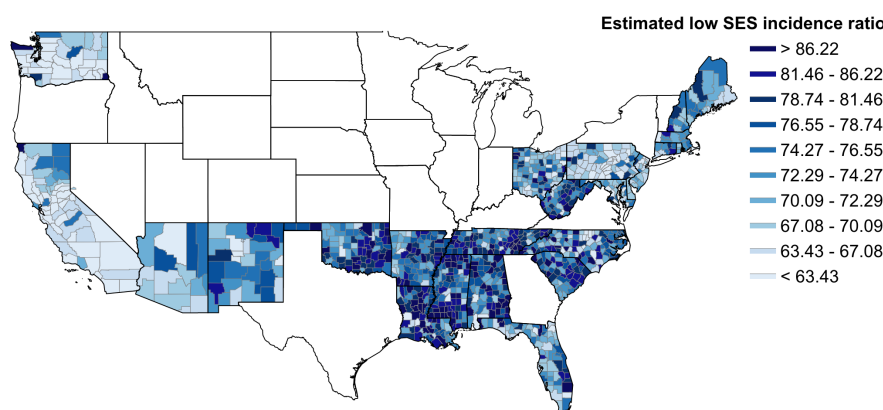 Estimated low SES incidence ratio
> 86.22
81.46 - 86.22
78.74 - 81.46
76.55 - 78.74
74.27 - 76.55
72.29 - 74.27
70.09 - 72.29
67.08 - 70.09
63.43 - 67.08
< 63.43